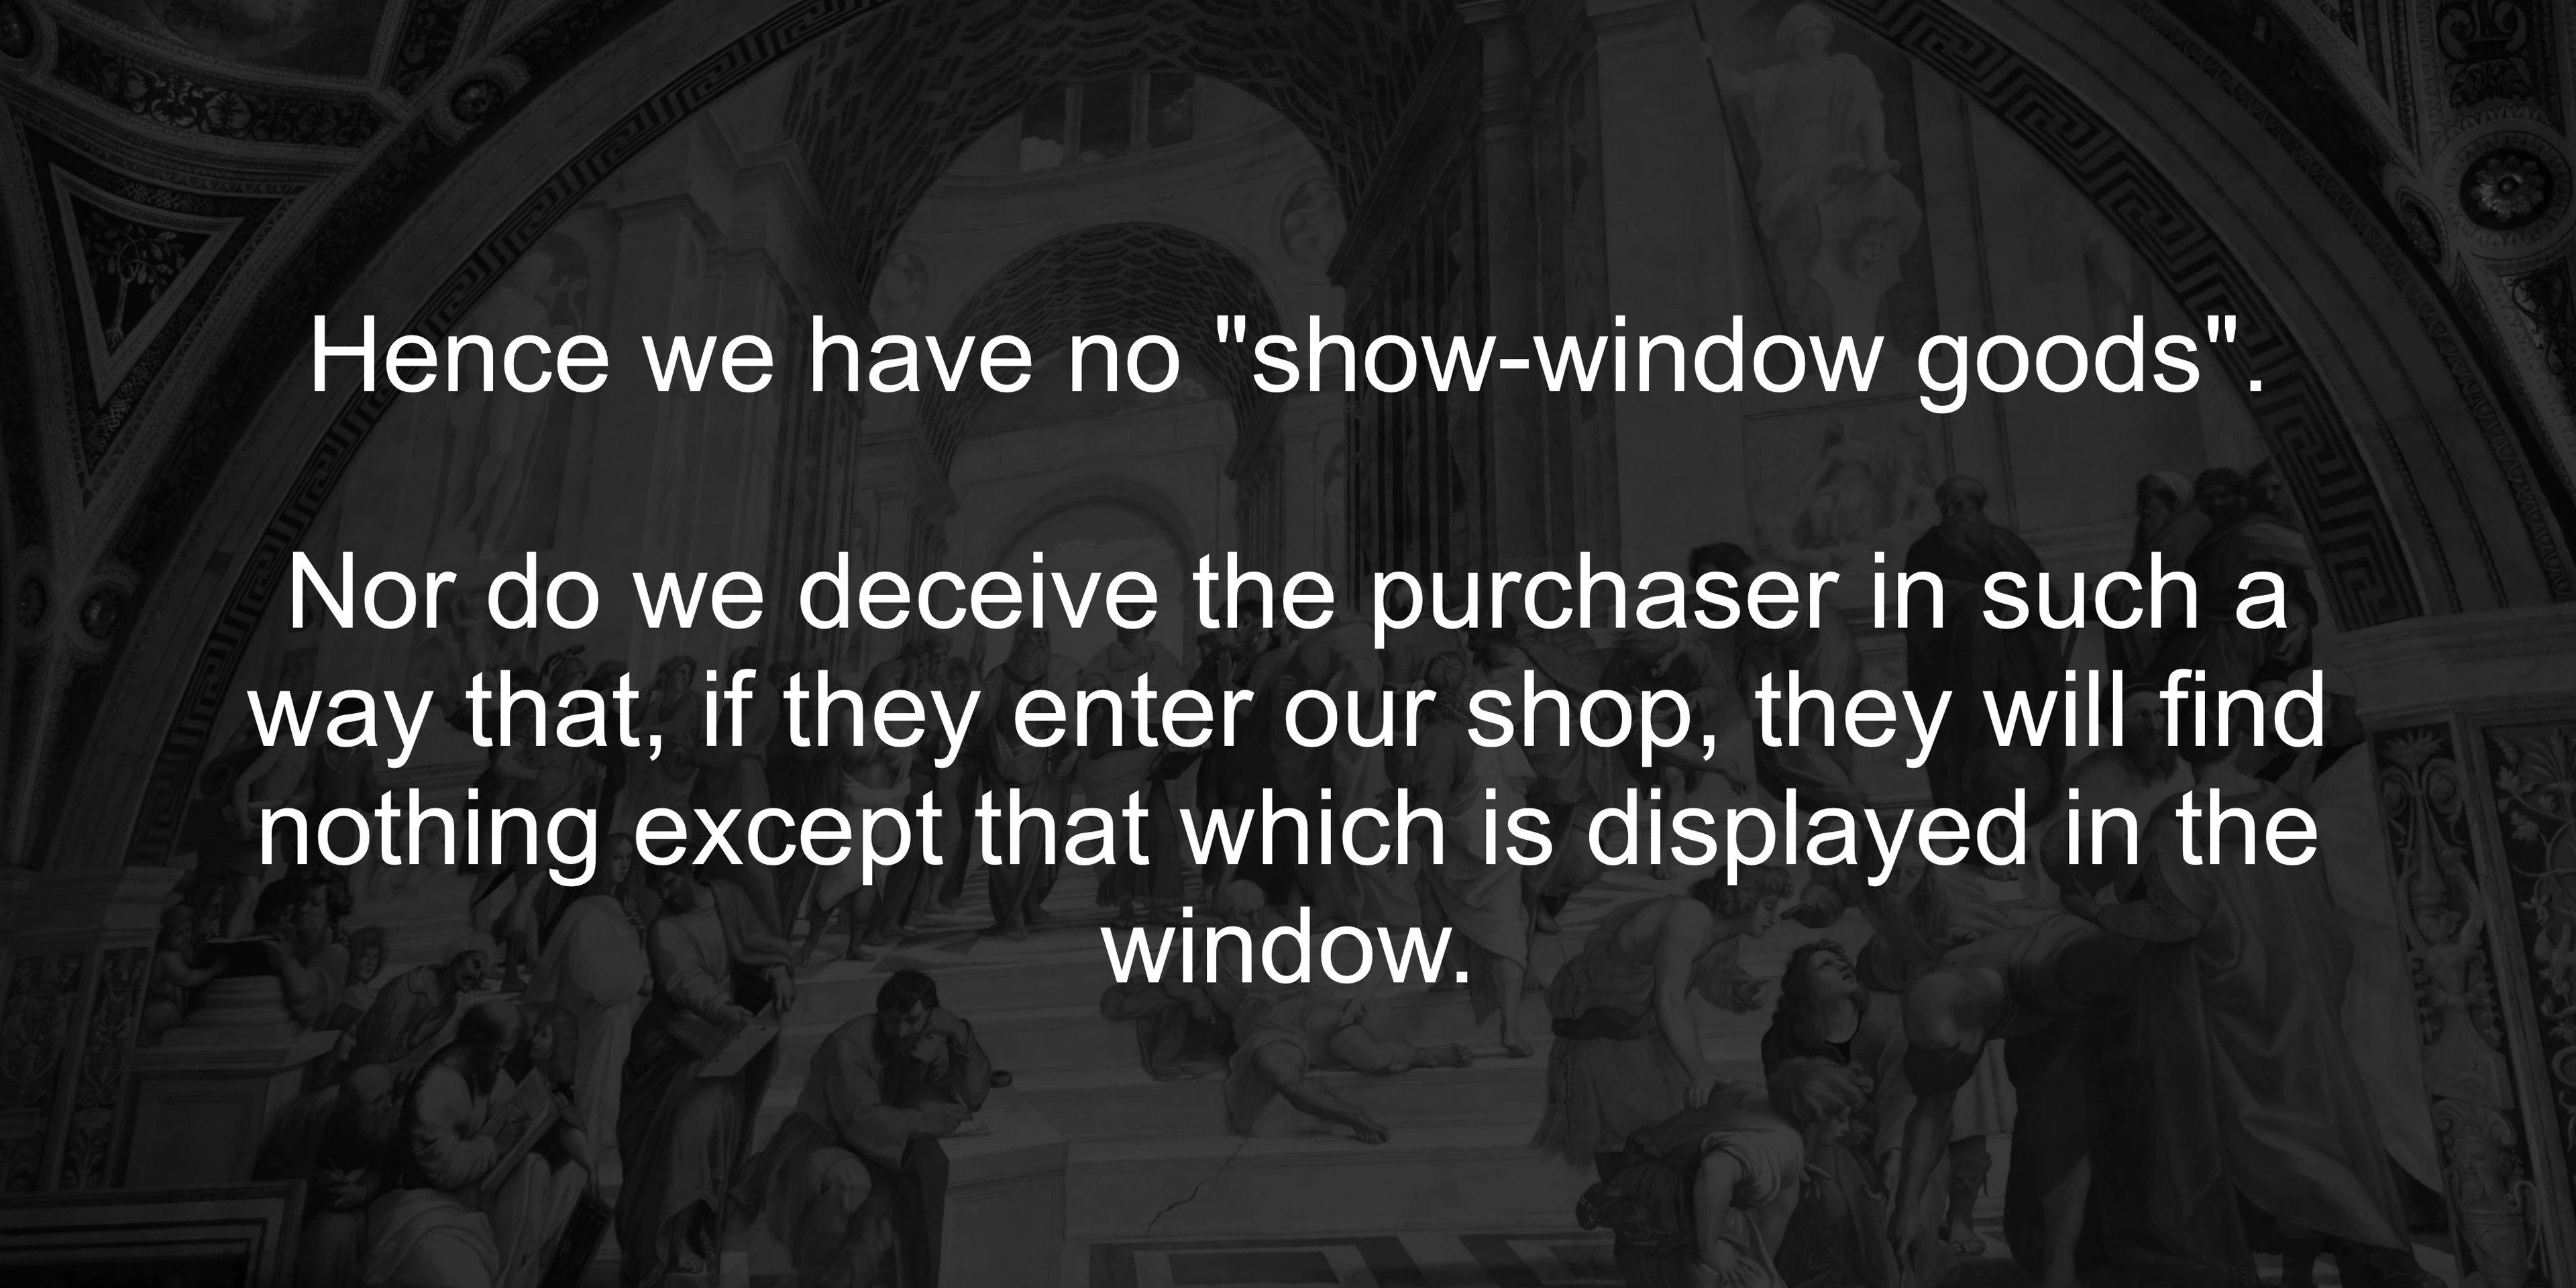 Hence we have no "show-window goods".
Nor do we deceive the purchaser in such a
way that, if they enter our shop, they will find
nothing except that which is displayed in the
window.